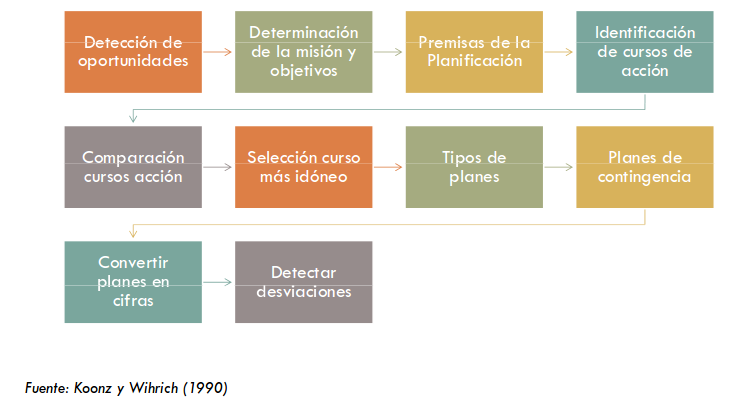 Detección de
oportunidades
Determinación
de la misión y
objetivos
Premisas de la
Planificación
Identificación
de cursos de
acción
Comparación
cursos acción
Selección curso
más idóneo
Tipos de
planes
Planes de
contingencia
Convertir
planes en
cifras
Detectar
desviaciones
Fuente: Koonz y Wihrich (1990)